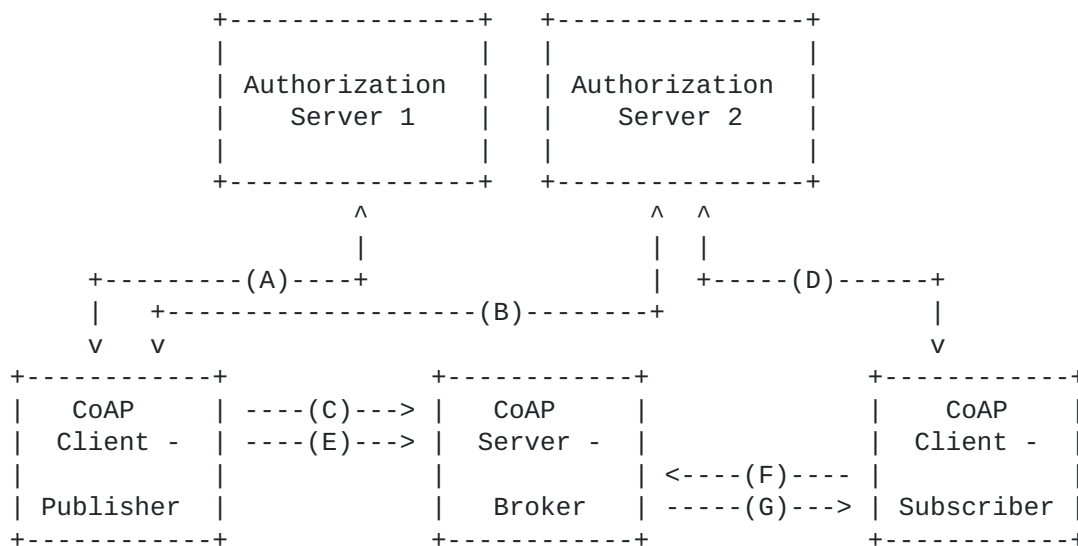 Authorization Authorization
Server 1 Server 2
(A) (D)
(B)
CoAP ----(C)---> CoAP CoAP
Client - ----(E)---> Server - Client -
<----(F)----
Publisher Broker -----(G)---> Subscriber